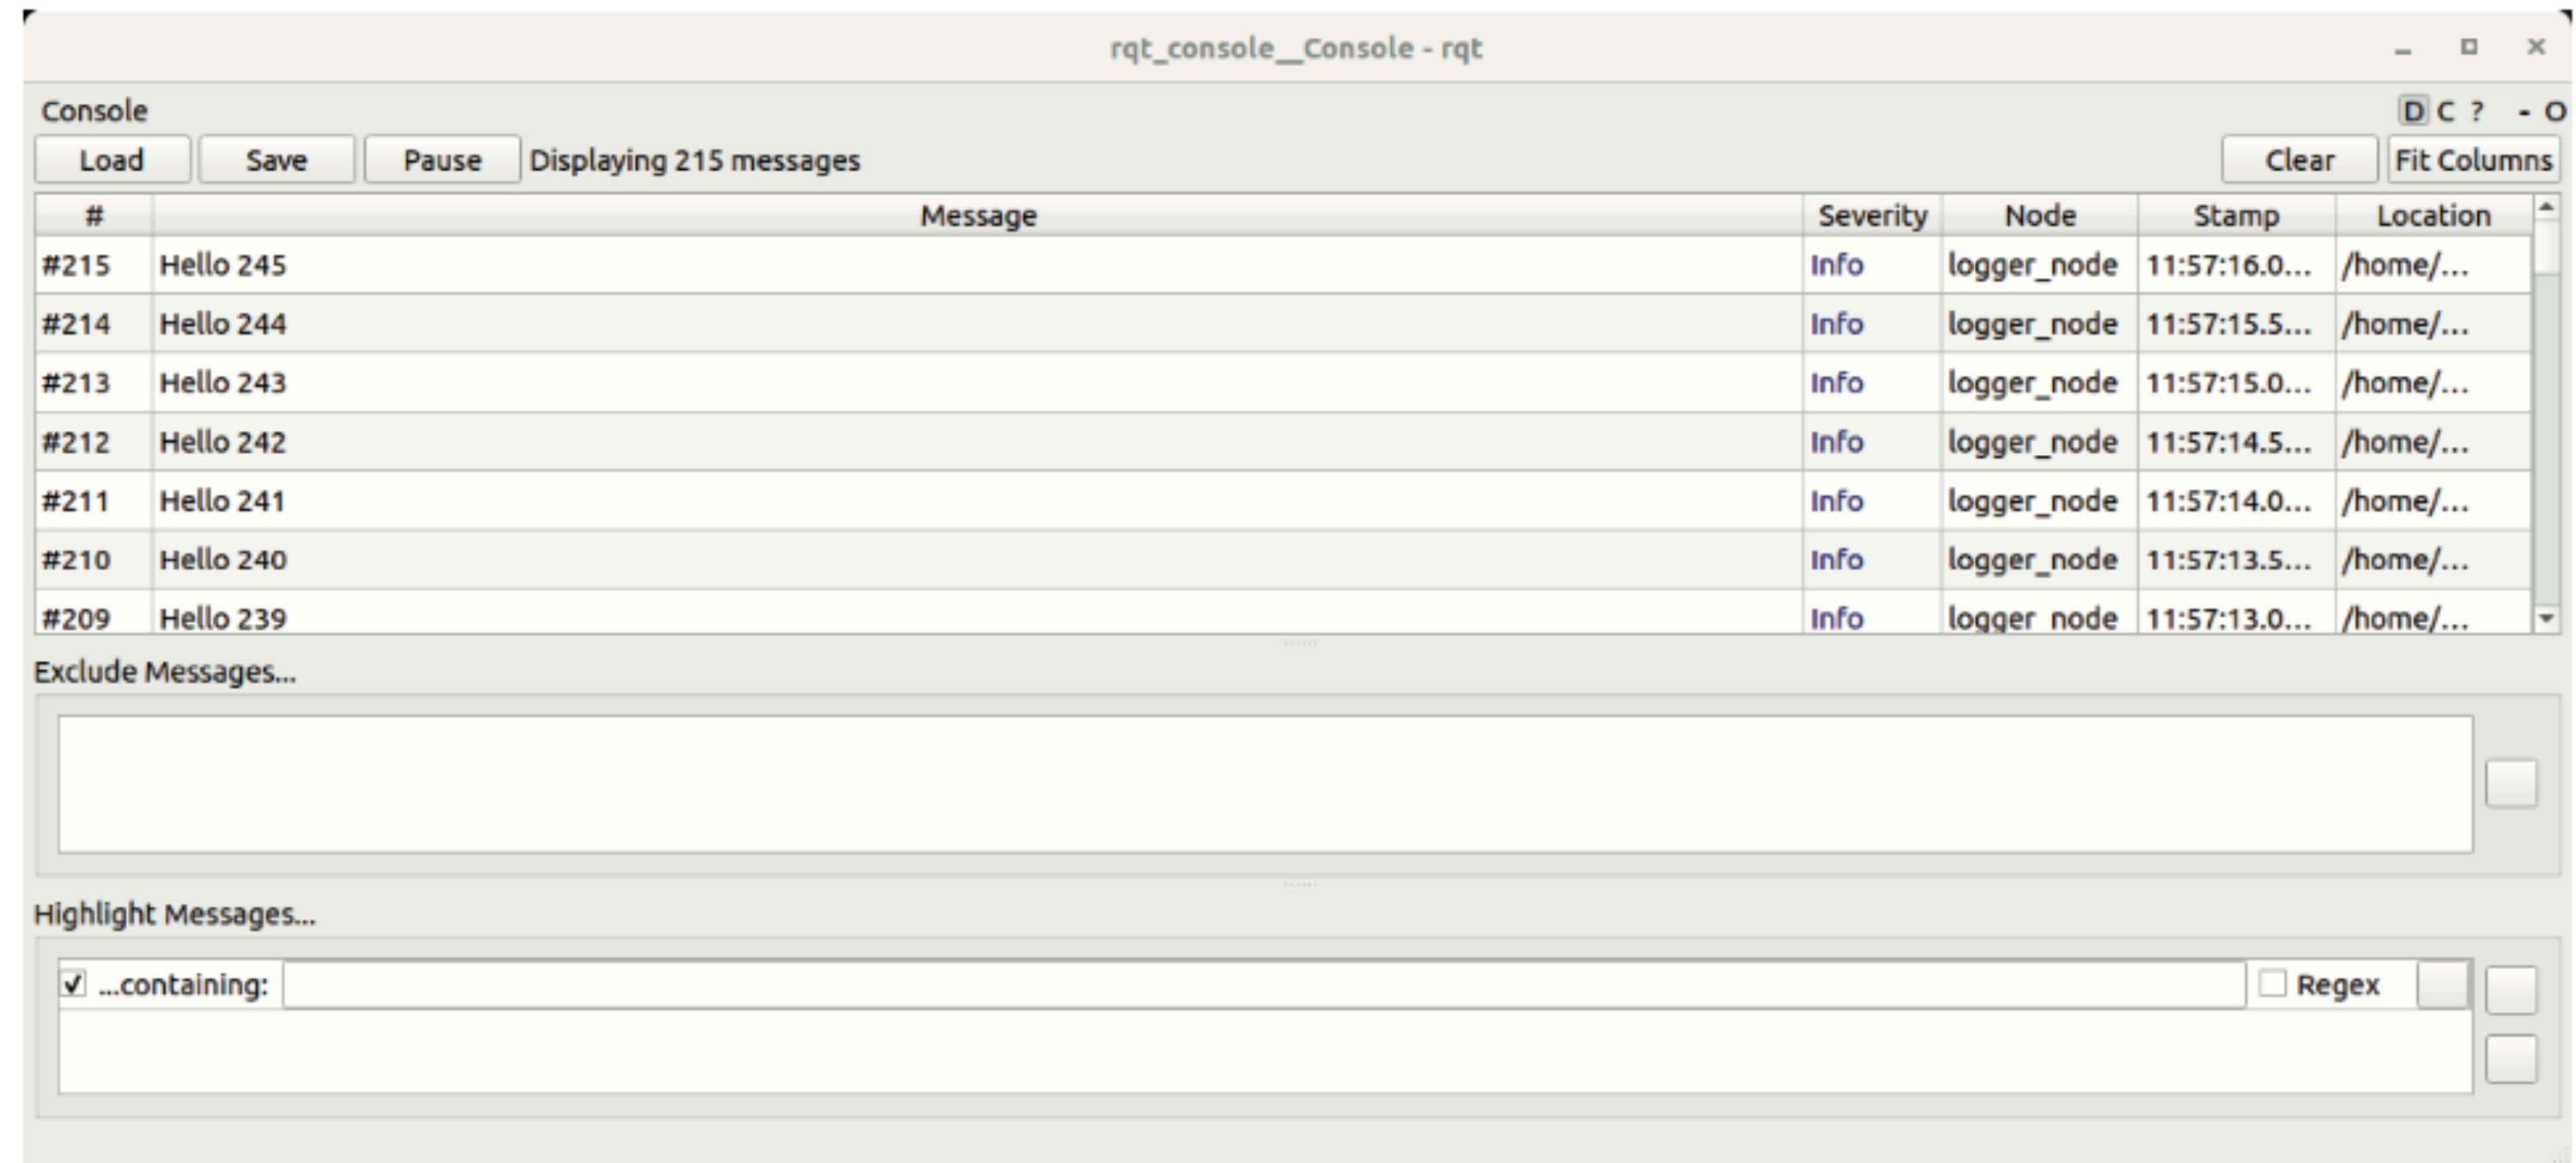 rqt_console__Console - rqt
Console D C ? - O
Load Save Pause Displaying 215 messages Clear Fit Columns
# Message Severity Node Stamp Location
#215 Hello 245 Info logger_node 11:57:16.0... /home/...
#214 Hello 244 Info logger_node 11:57:15.5... /home/...
#213 Hello 243 Info logger_node 11:57:15.0... /home/...
#212 Hello 242 Info logger_node 11:57:14.5... /home/...
#211 Hello 241 Info logger_node 11:57:14.0... /home/...
#210 Hello 240 Info logger_node 11:57:13.5... /home/...
#209 Hello 239 Info logger_node 11:57:13.0... /home/...
Exclude Messages...
Highlight Messages...
...containing: Regex